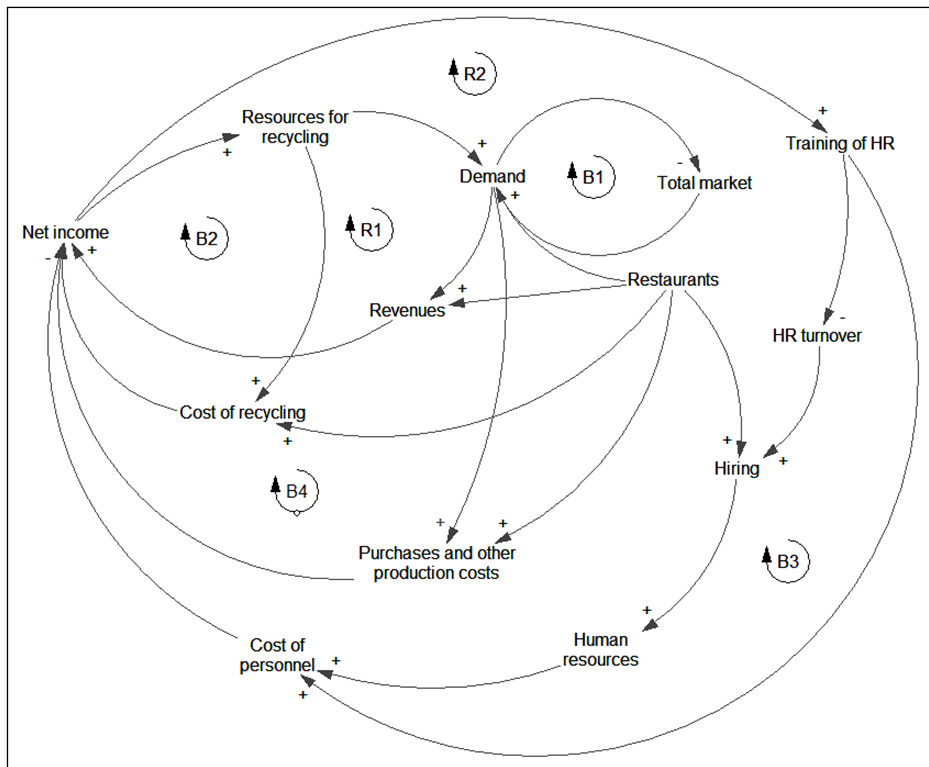 R2
+
Resources for
recycling
+
+
Training of HR
Demand
+
B1
-
Total market
Net income
-
+
B2
R1
Restaurants
Revenues
+
-
HR turnover
+
Cost of recycling
+
+
Hiring
+
B4
+
+
Purchases and other
production costs
B3
+
Human
resources
Cost of
personnel
+
+